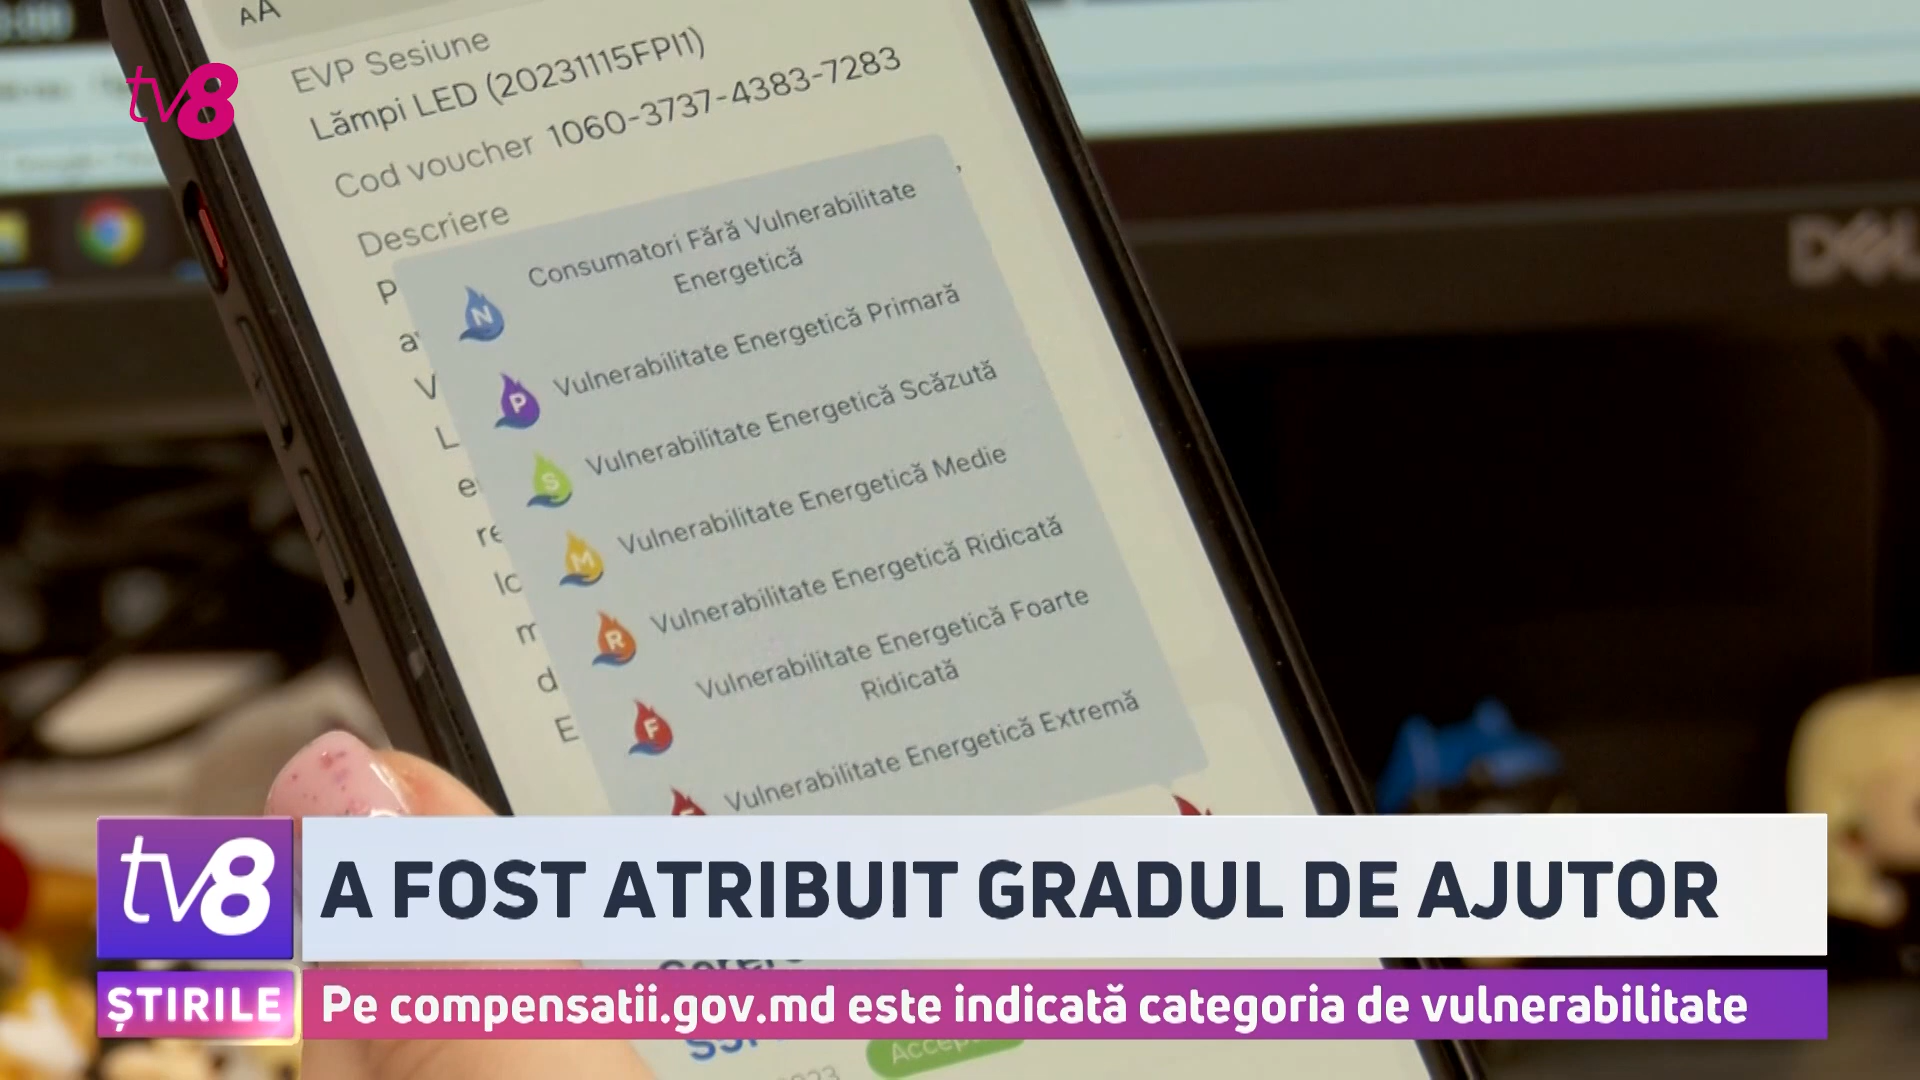 AA
EVP Sesiune
Lămpi LED (20231115FPI1)
Cod voucher 1060-3737-4383-7283
Descriere
Consumatori Fără Vulnerabilitate
Energetică
N
Vulnerabilitate Energetică Primară
P
Vulnerabilitate Energetică Scăzută
S
Vulnerabilitate Energetică Medie
M
Vulnerabilitate Energetică Ridicată
R
Vulnerabilitate Energetică Foarte
Ridicată
F
Vulnerabilitate Energetică Extremă
tv8
DELL
tv8
A FOST ATRIBUIT GRADUL DE AJUTOR
ȘTIRILE
Pe compensatii.gov.md este indicată categoria de vulnerabilitate